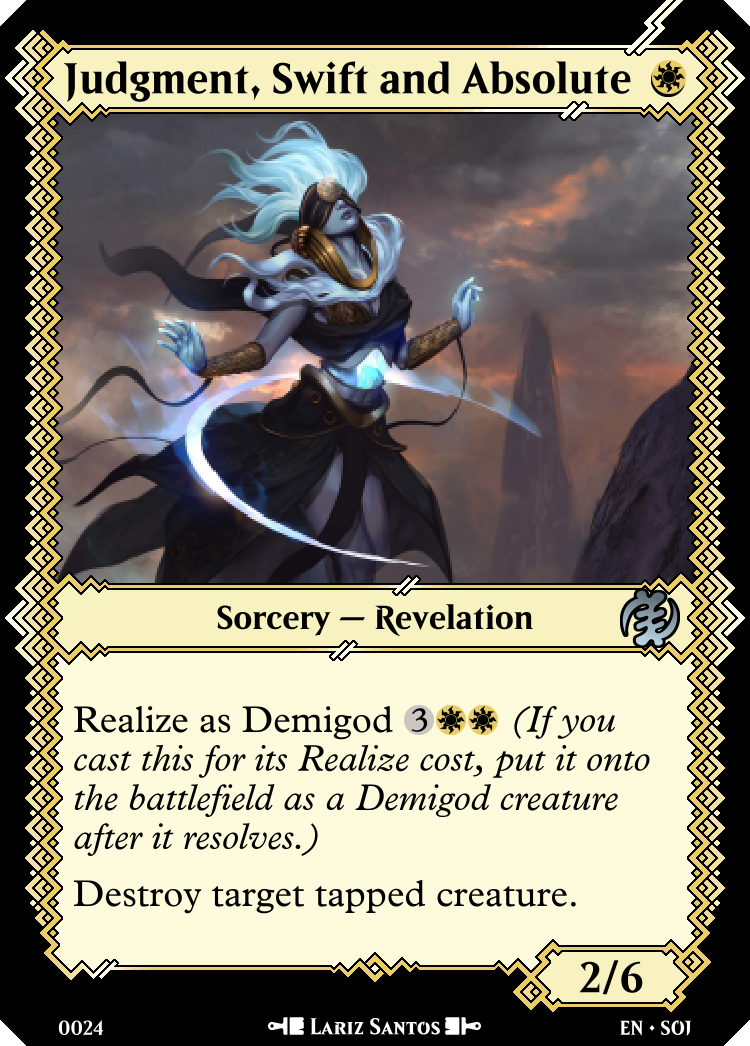 Judgment, Swift and Absolute
Sorcery — Revelation
Realize as Demigod 3 (If you
cast this for its Realize cost, put it onto
the battlefield as a Demigod creature
after it resolves.)
Destroy target tapped creature.
2/6
0024
Lariz Santos
EN • SOJ